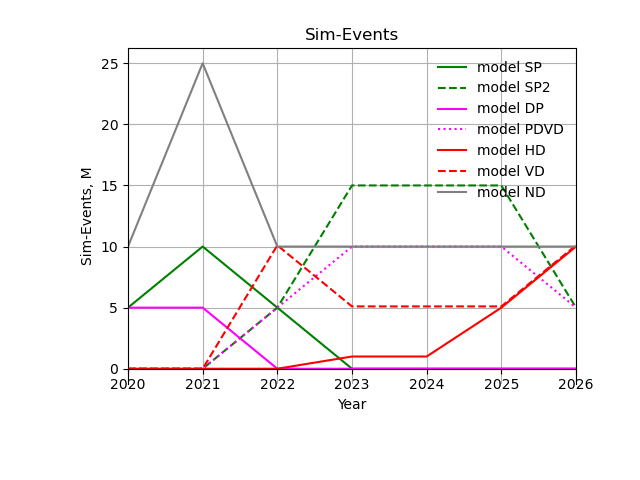 Sim-Events
25
20
15
10
5
0
Sim-Events, M
model SP
model SP2
model DP
model PDVD
model HD
model VD
model ND
2020 2021 2022 2023 2024 2025 2026
Year